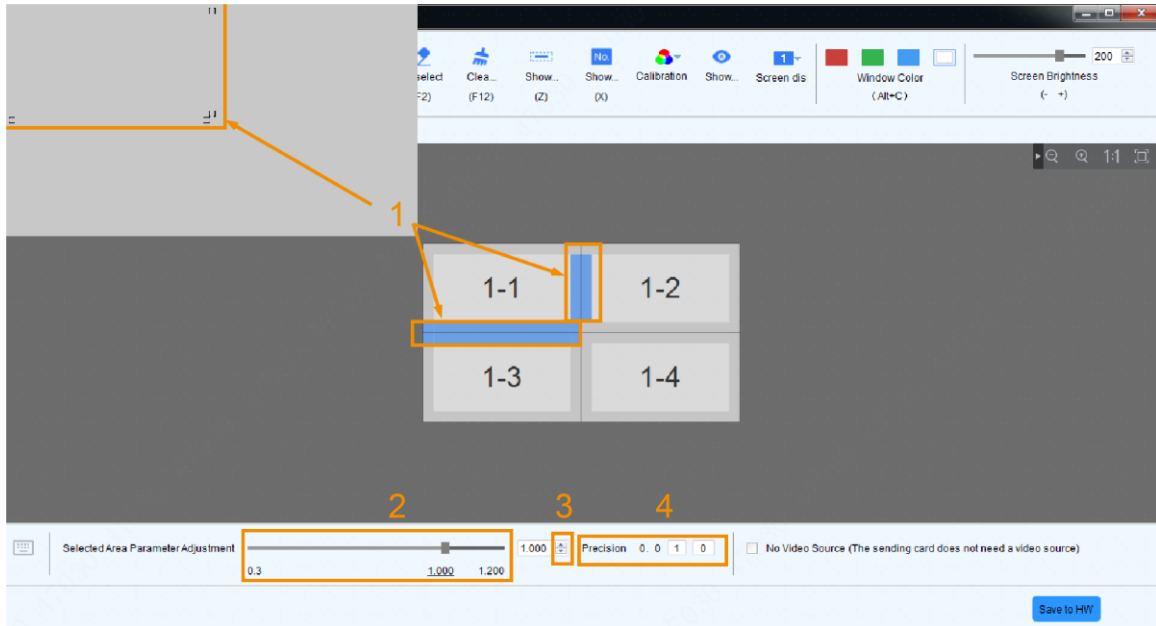 select Clea... Show... Show... Calibration Show... Screen dis Window Color Screen Brightness
F2) (F12) (Z) (X) (Alt+C) (- +)
No. 1 200
1:1
1
1-1 1-2
1-3 1-4
2 3 4
Selected Area Parameter Adjustment 1.000 Precision 0. 0 1 0 No Video Source (The sending card does not need a video source)
0.3 1.000 1.200
Save to HW